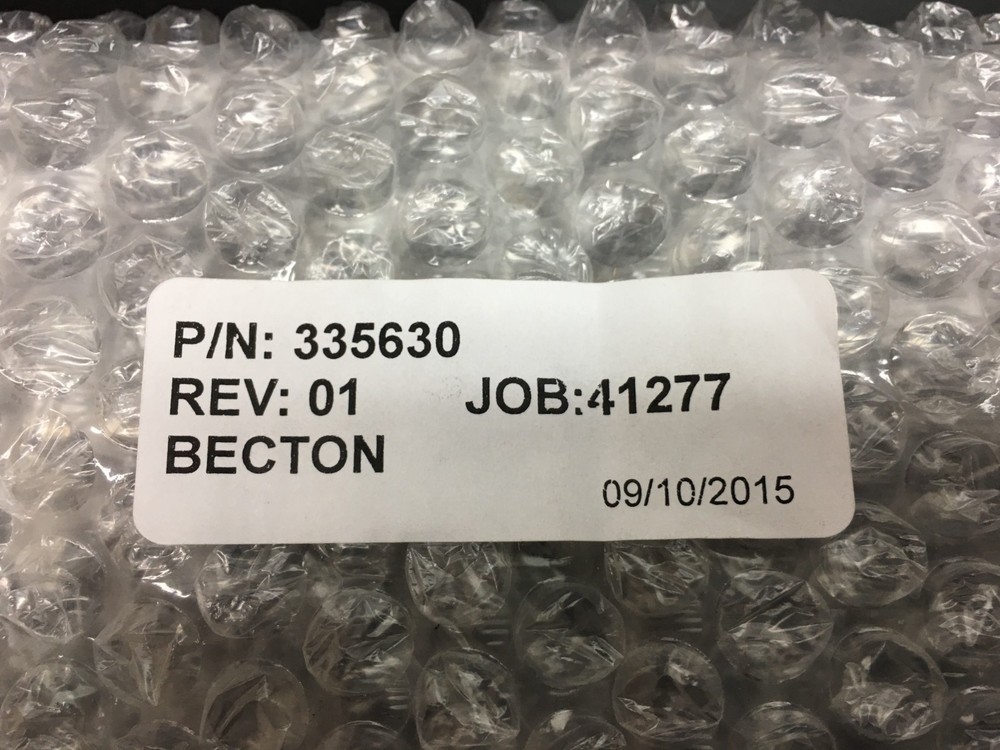 P/N: 335630
REV: 01 JOB:41277
BECTON
09/10/2015